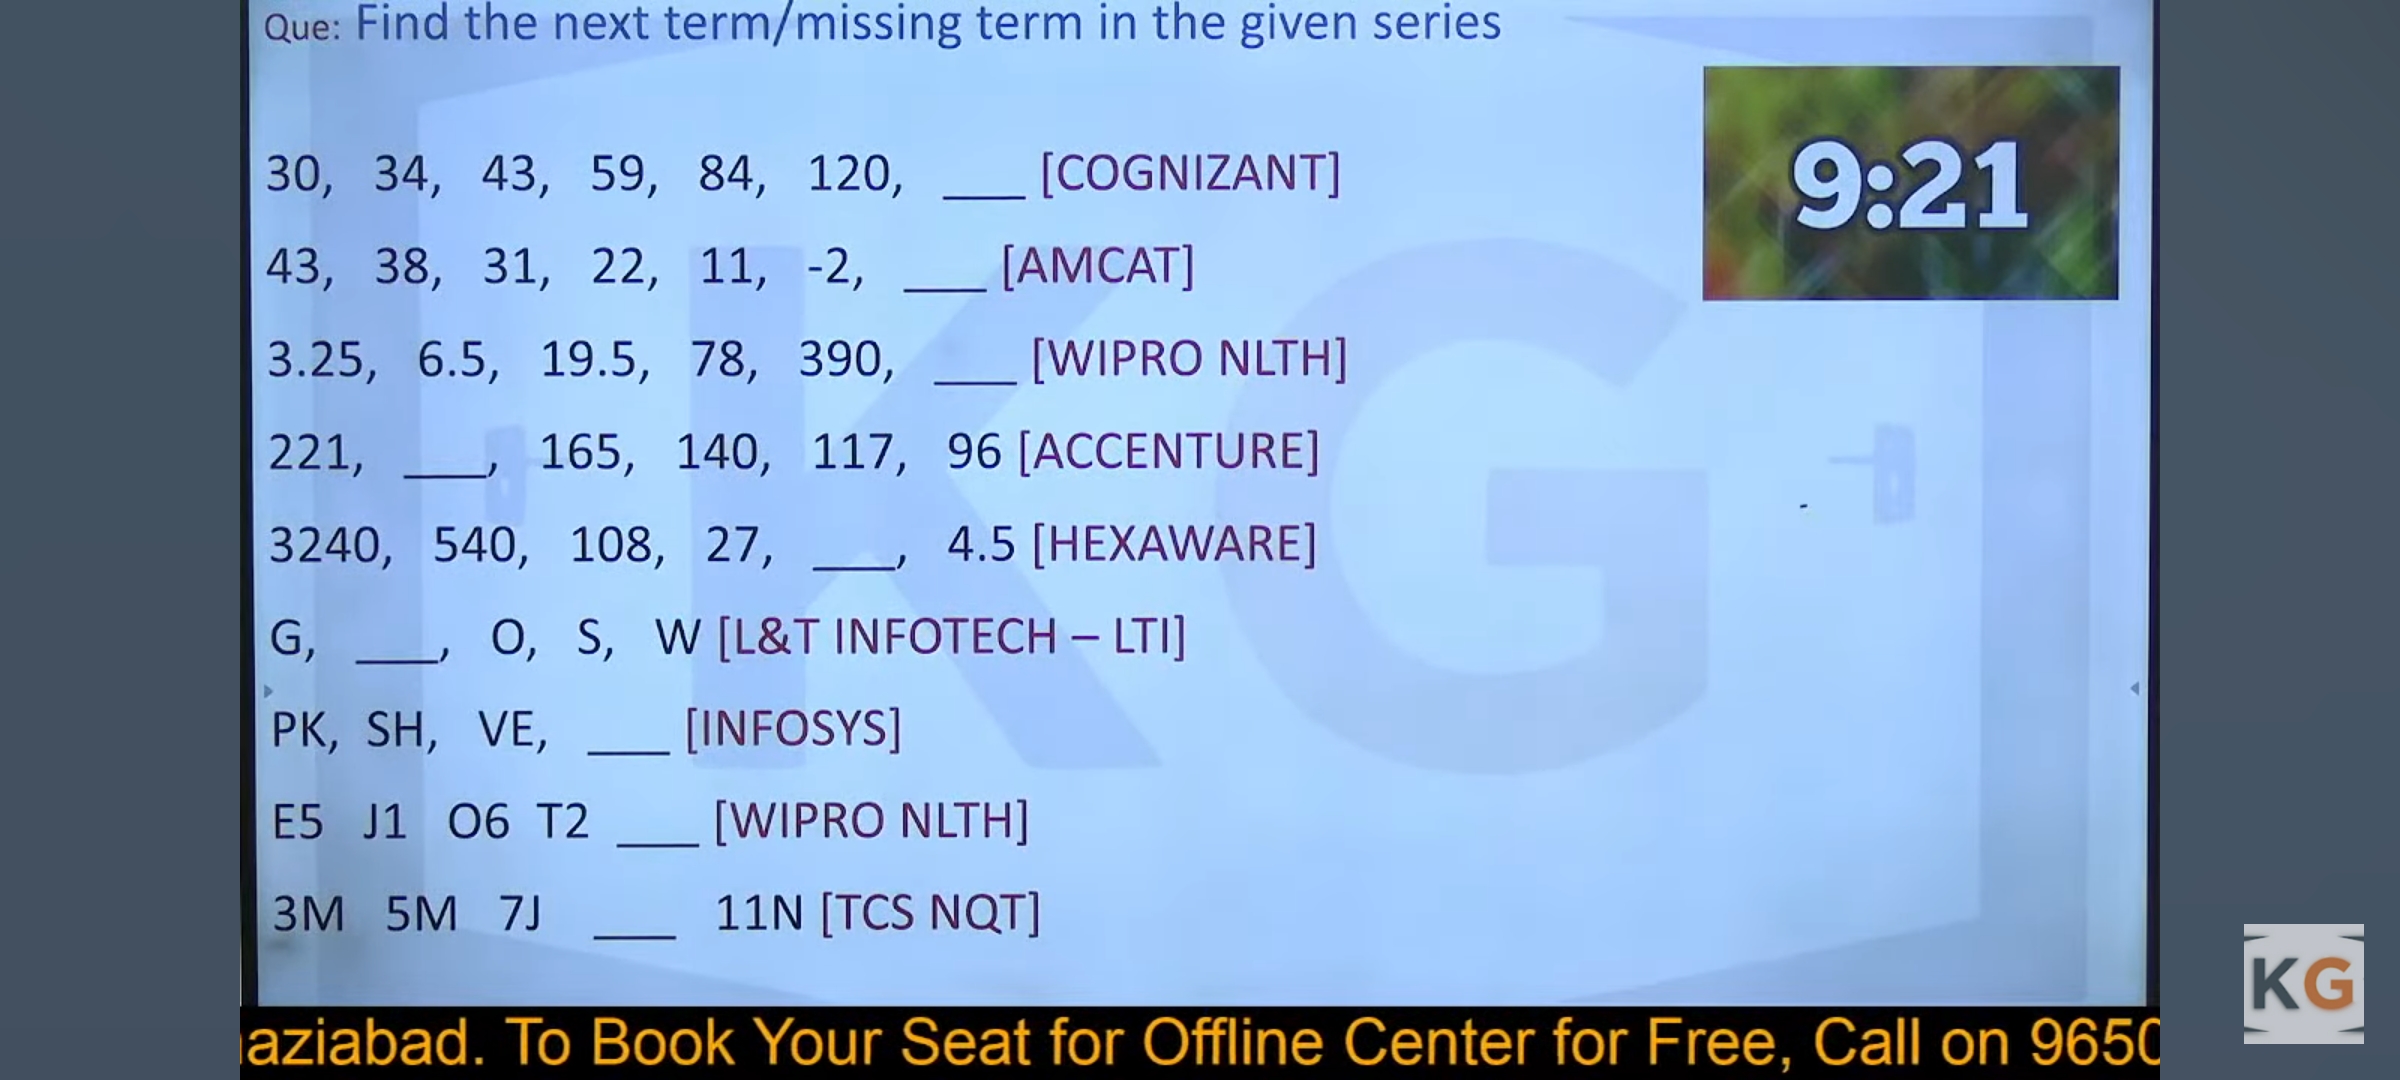 Que: Find the next term/missing term in the given series
9:21
30, 34, 43, 59, 84, 120, ___ [COGNIZANT]
43, 38, 31, 22, 11, -2, ___ [AMCAT]
3.25, 6.5, 19.5, 78, 390, ___ [WIPRO NLTH]
221, ___, 165, 140, 117, 96 [ACCENTURE]
3240, 540, 108, 27, ___, 4.5 [HEXAWARE]
G, ___, O, S, W [L&T INFOTECH – LTI]
PK, SH, VE, ___ [INFOSYS]
E5 J1 O6 T2 ___ [WIPRO NLTH]
3M 5M 7J ___ 11N [TCS NQT]
KG
KG
aziabad. To Book Your Seat for Offline Center for Free, Call on 9650